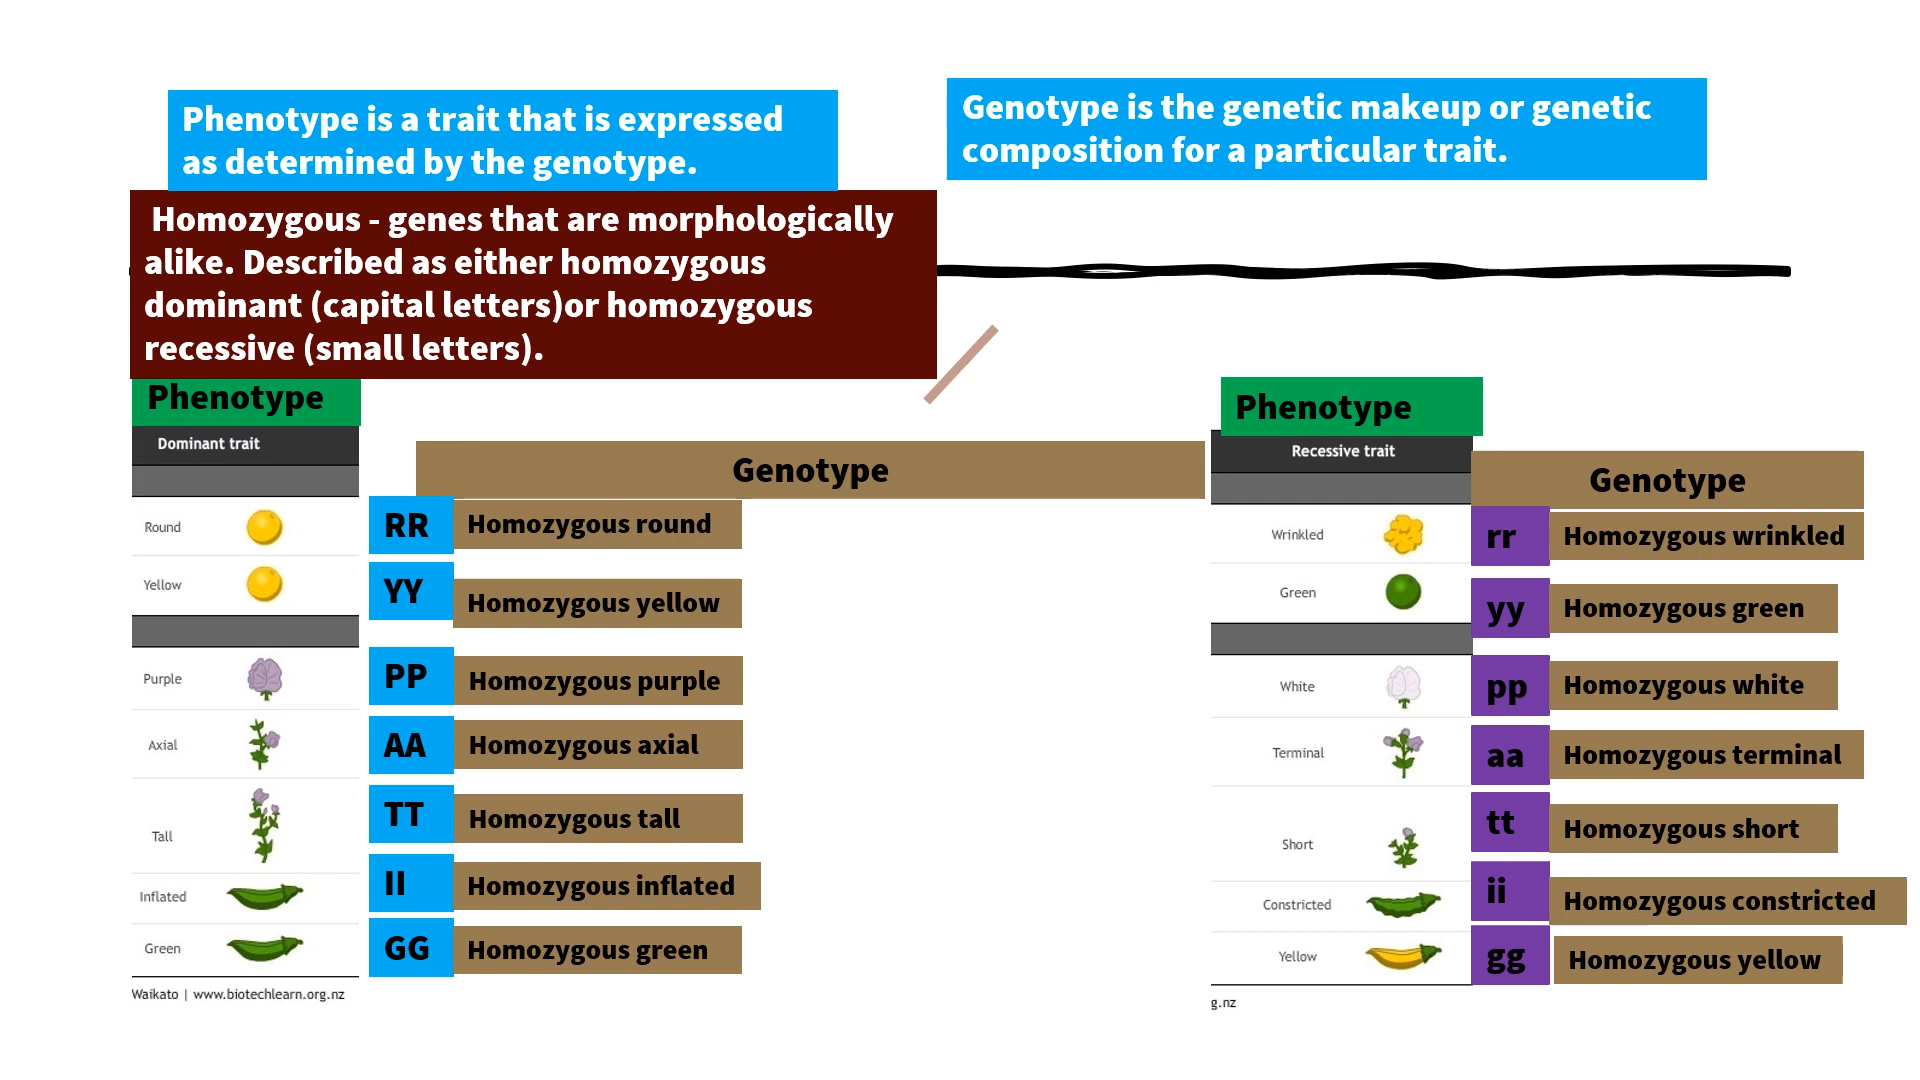 Phenotype is a trait that is expressed
as determined by the genotype.
Genotype is the genetic makeup or genetic
composition for a particular trait.
Homozygous - genes that are morphologically
alike. Described as either homozygous
dominant (capital letters)or homozygous
recessive (small letters).
Phenotype
Dominant trait
Genotype
Round
RR
Homozygous round
Yellow
YY
Homozygous yellow
Purple
PP
Homozygous purple
Axial
AA
Homozygous axial
Tall
TT
Homozygous tall
Inflated
II
Homozygous inflated
Green
GG
Homozygous green
Waikato | www.biotechlearn.org.nz
Phenotype
Recessive trait
Genotype
Wrinkled
rr
Homozygous wrinkled
Green
yy
Homozygous green
White
pp
Homozygous white
Terminal
aa
Homozygous terminal
Short
tt
Homozygous short
Constricted
ii
Homozygous constricted
Yellow
gg
Homozygous yellow
g.nz